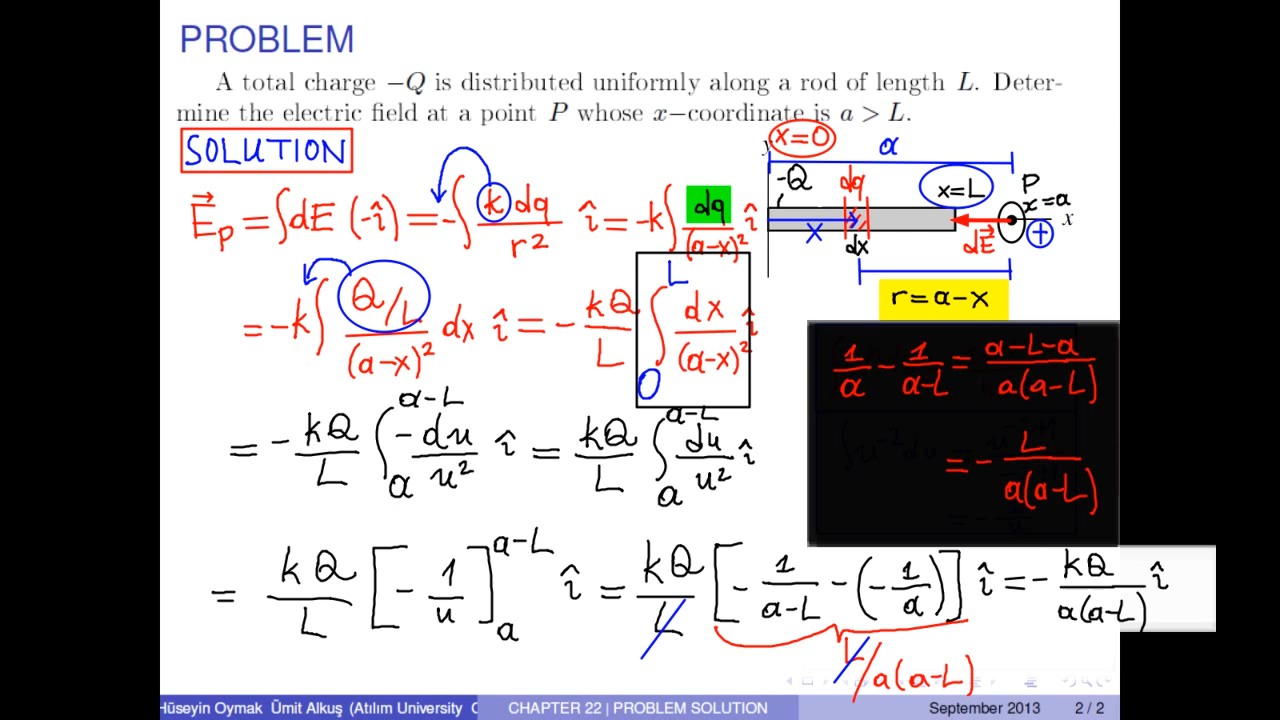 PROBLEM
A total charge −Q is distributed uniformly along a rod of length L. Deter-
mine the electric field at a point P whose x−coordinate is a > L.
SOLUTION
y x=0 a
-Q dq x=L P x=a x
x dx dE⃗ +
r=a-x
E⃗p = ∫dE (-î) = -∫ k dq / r² î = -k∫ dq / (a-x)² î
= -k∫ Q/L / (a-x)² dx î = - kQ / L ∫₀ᴸ dx / (a-x)² î
1/a - 1/(a-L) = (a-L-a) / a(a-L)
= - L / a(a-L)
= - kQ / L ∫ₐ^(a-L) -du / u² î = kQ / L ∫ₐ^(a-L) du / u² î
= kQ / L [ - 1/u ]ₐ^(a-L) î = kQ / L [ - 1/(a-L) - (- 1/a) ] î = - kQ / a(a-L) î
L/a(a-L)
Hüseyin Oymak Ümit Alkuş (Atılım University CHAPTER 22 | PROBLEM SOLUTION September 2013 2 / 2